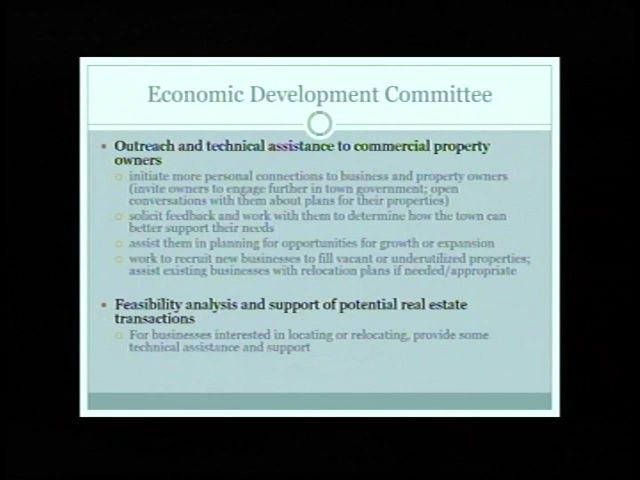 Economic Development Committee
Outreach and technical assistance to commercial property
owners
initiate more personal connections to business and property owners
(invite owners to engage further in town government; open
conversations with them about plans for their properties)
solicit feedback and work with them to determine how the town can
better support their needs
assist them in planning for opportunities for growth or expansion
work to recruit new businesses to fill vacant or underutilized properties;
assist existing businesses with relocation plans if needed/appropriate
Feasibility analysis and support of potential real estate
transactions
For businesses interested in locating or relocating, provide some
technical assistance and support